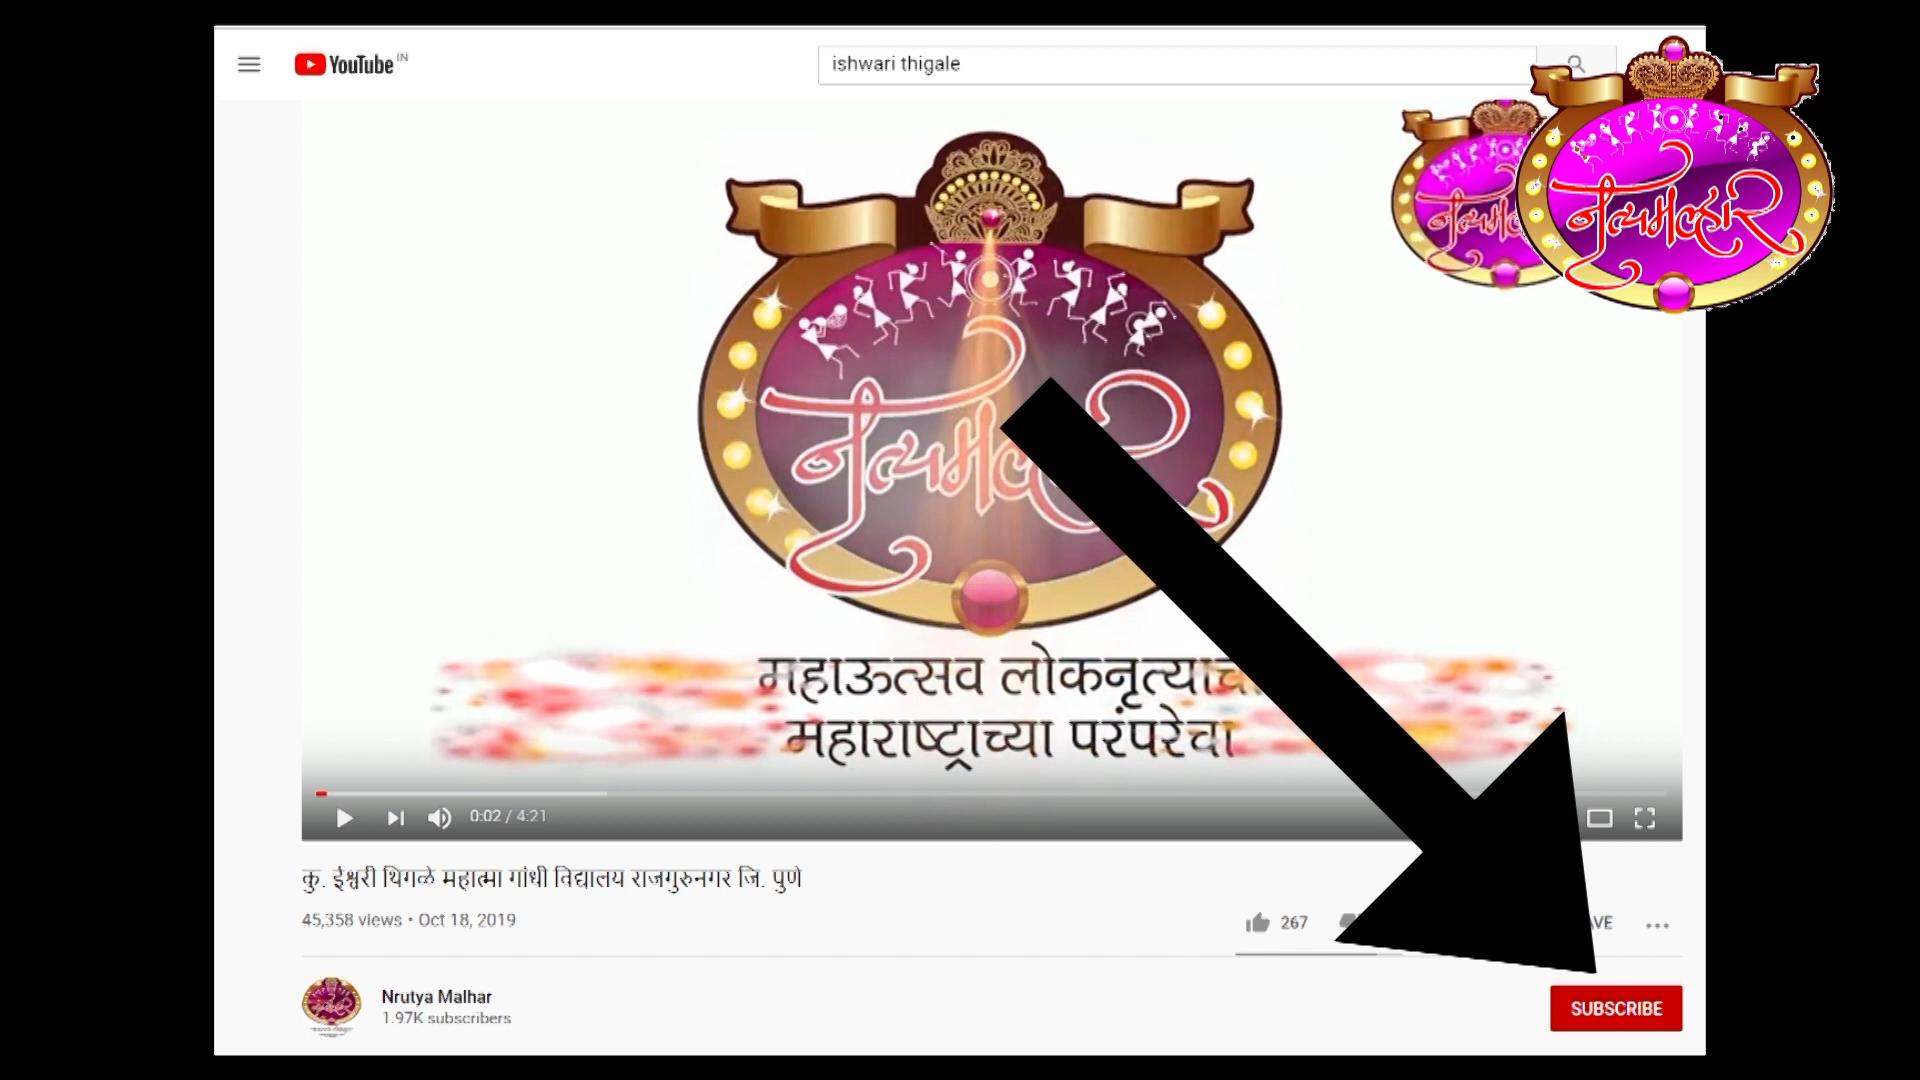 YouTube IN
ishwari thigale
नृत्यमल्हार
नृत्यमल्हार
महाऊत्सव लोकनृत्याचा
महाराष्ट्राच्या परंपरेचा
0:02 / 4:21
कु. ईश्वरी थिगळे महात्मा गांधी विद्यालय राजगुरुनगर जि. पुणे
45,358 views • Oct 18, 2019
267
Nrutya Malhar
1.97K subscribers
SUBSCRIBE